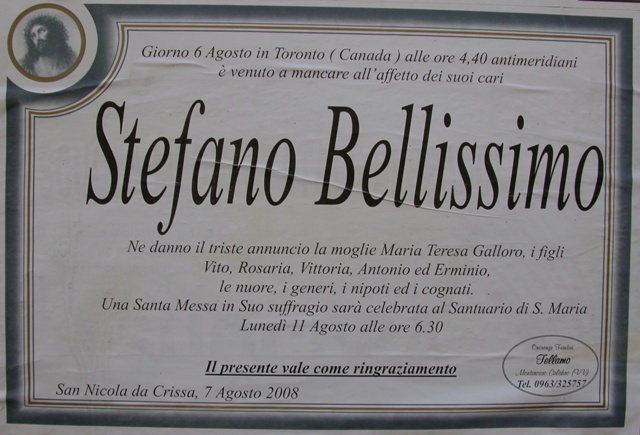 Giorno 6 Agosto in Toronto ( Canada ) alle ore 4,40 antimeridiani
è venuto a mancare all'affetto dei suoi cari
Stefano Bellissimo
Ne danno il triste annuncio la moglie Maria Teresa Galloro, i figli
Vito, Rosaria, Vittoria, Antonio ed Erminio,
le nuore, i generi, i nipoti ed i cognati.
Una Santa Messa in Suo suffragio sarà celebrata al Santuario di S. Maria
Lunedì 11 Agosto alle ore 6.30
Il presente vale come ringraziamento
San Nicola da Crissa, 7 Agosto 2008
Onoranze Funebri
Tellamo
(VV)
Tel. 0963/325757